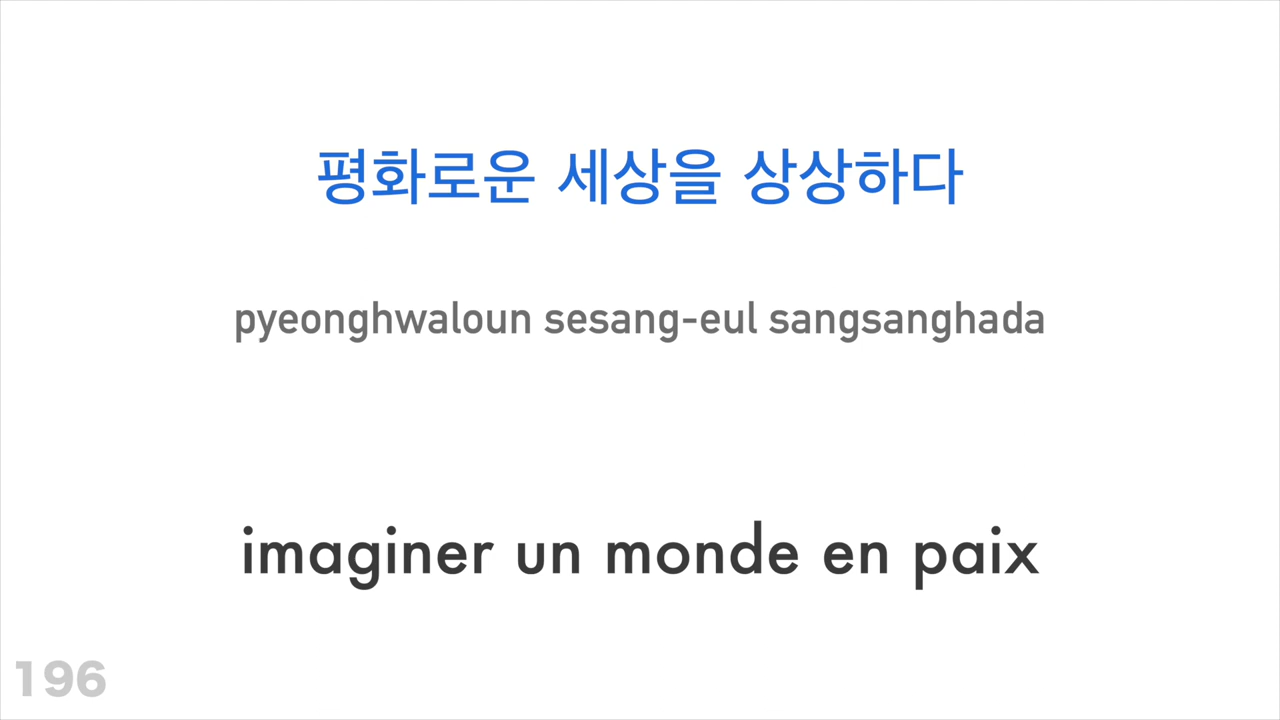 평화로운 세상을 상상하다
pyeonghwaloun sesang-eul sangsanghada
imaginer un monde en paix
196